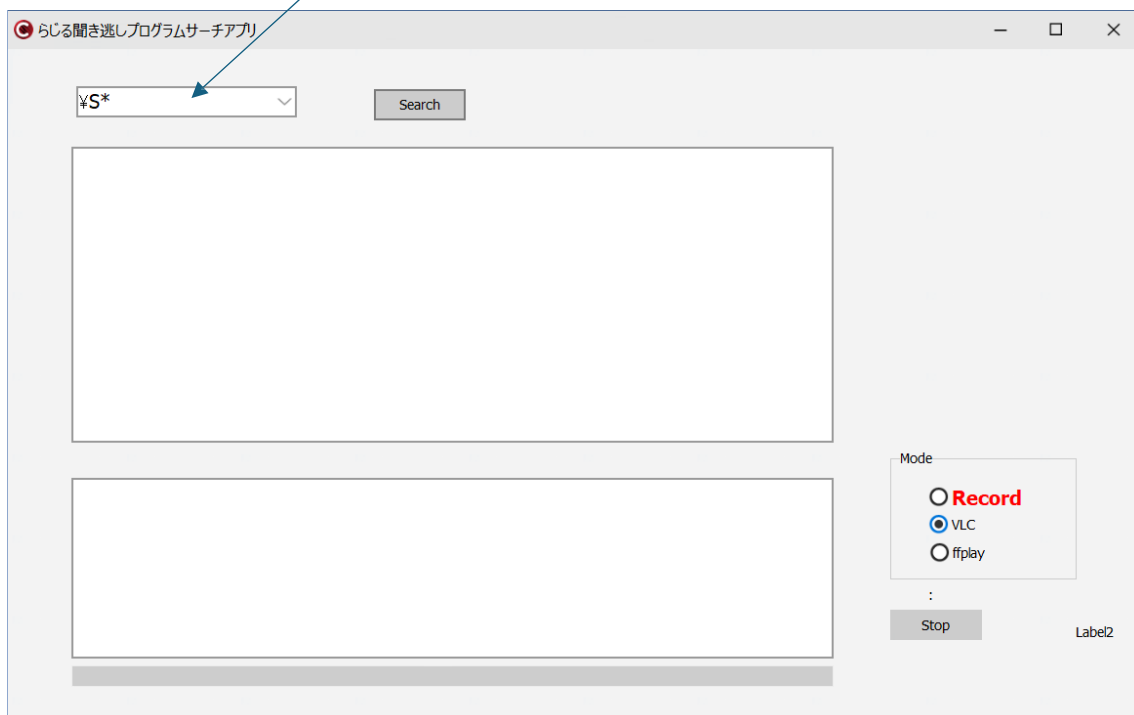 らじる聞き逃しプログラムサーチアプリ
¥S*
Search
Mode
Record
VLC
ffplay
:
Stop
Label2